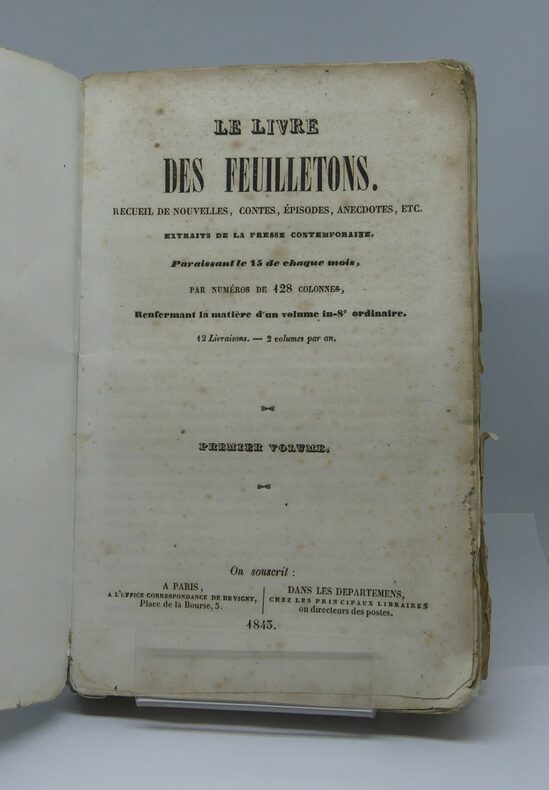 LE LIVRE
DES FEUILLETONS.
RECUEIL DE NOUVELLES, CONTES, ÉPISODES, ANECDOTES, ETC.
EXTRAITS DE LA PRESSE CONTEMPORAINE,
Paraissant le 15 de chaque mois,
PAR NUMÉROS DE 128 COLONNES,
Renfermant la matière d'un volume in-8° ordinaire.
12 Livraisons. — 2 volumes par an.
PREMIER VOLUME.
On souscrit :
A PARIS,
A L'OFFICE CORRESPONDANCE DE DEVIGNY,
Place de la Bourse, 5.
DANS LES DEPARTEMENS,
CHEZ LES PRINCIPAUX LIBRAIRES
ou directeurs des postes.
1843.